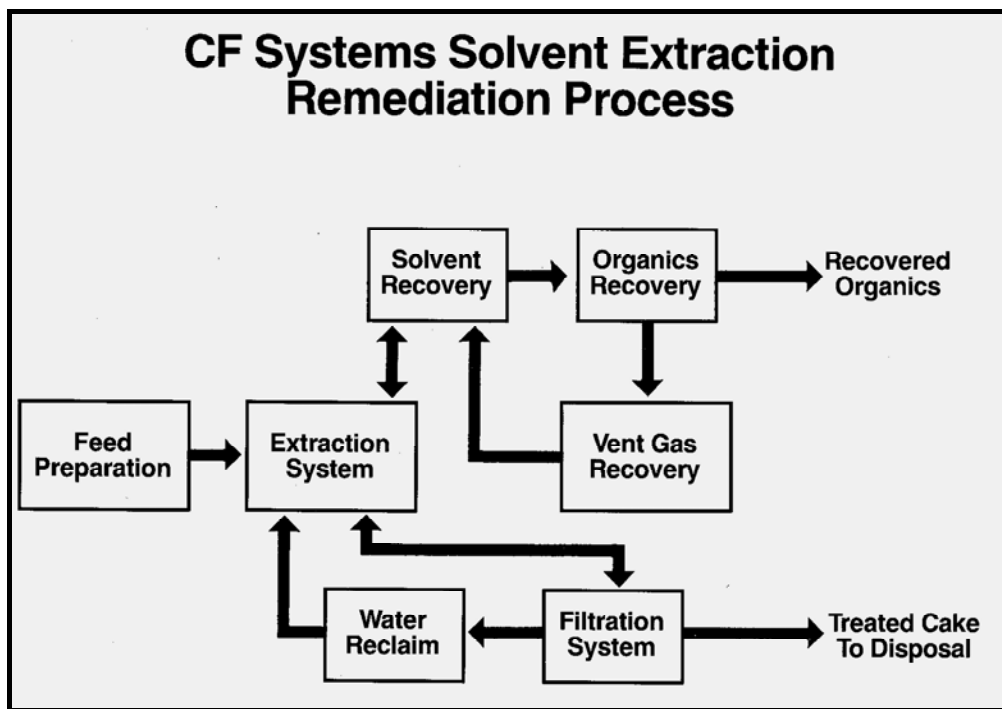 CF Systems Solvent Extraction
Remediation Process
Solvent
Recovery
Organics
Recovery
Recovered
Organics
Feed
Preparation
Extraction
System
Vent Gas
Recovery
Water
Reclaim
Filtration
System
Treated Cake
To Disposal